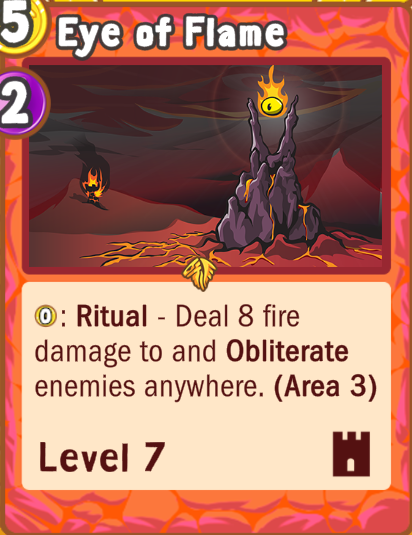 5
Eye of Flame
2
0: Ritual - Deal 8 fire
damage to and Obliterate
enemies anywhere. (Area 3)
Level 7